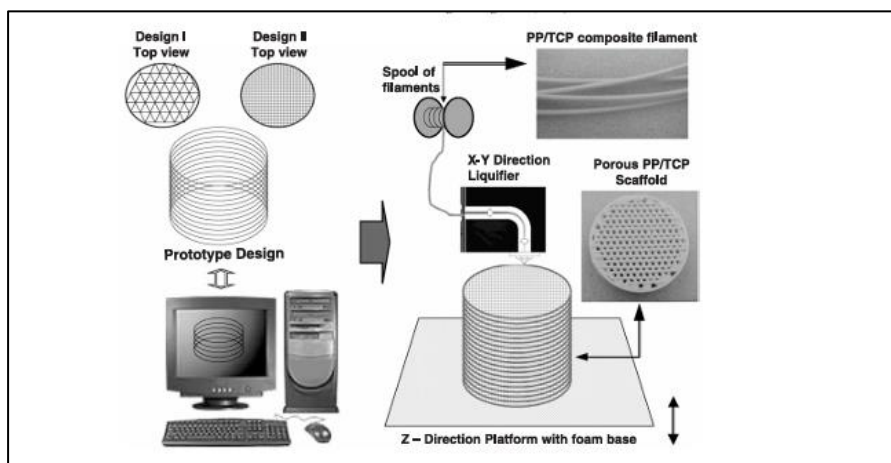 Design I
Top view
Design II
Top view
Prototype Design
Spool of
filaments
PP/TCP composite filament
X-Y Direction
Liquifier
Porous PP/TCP
Scaffold
Z – Direction Platform with foam base